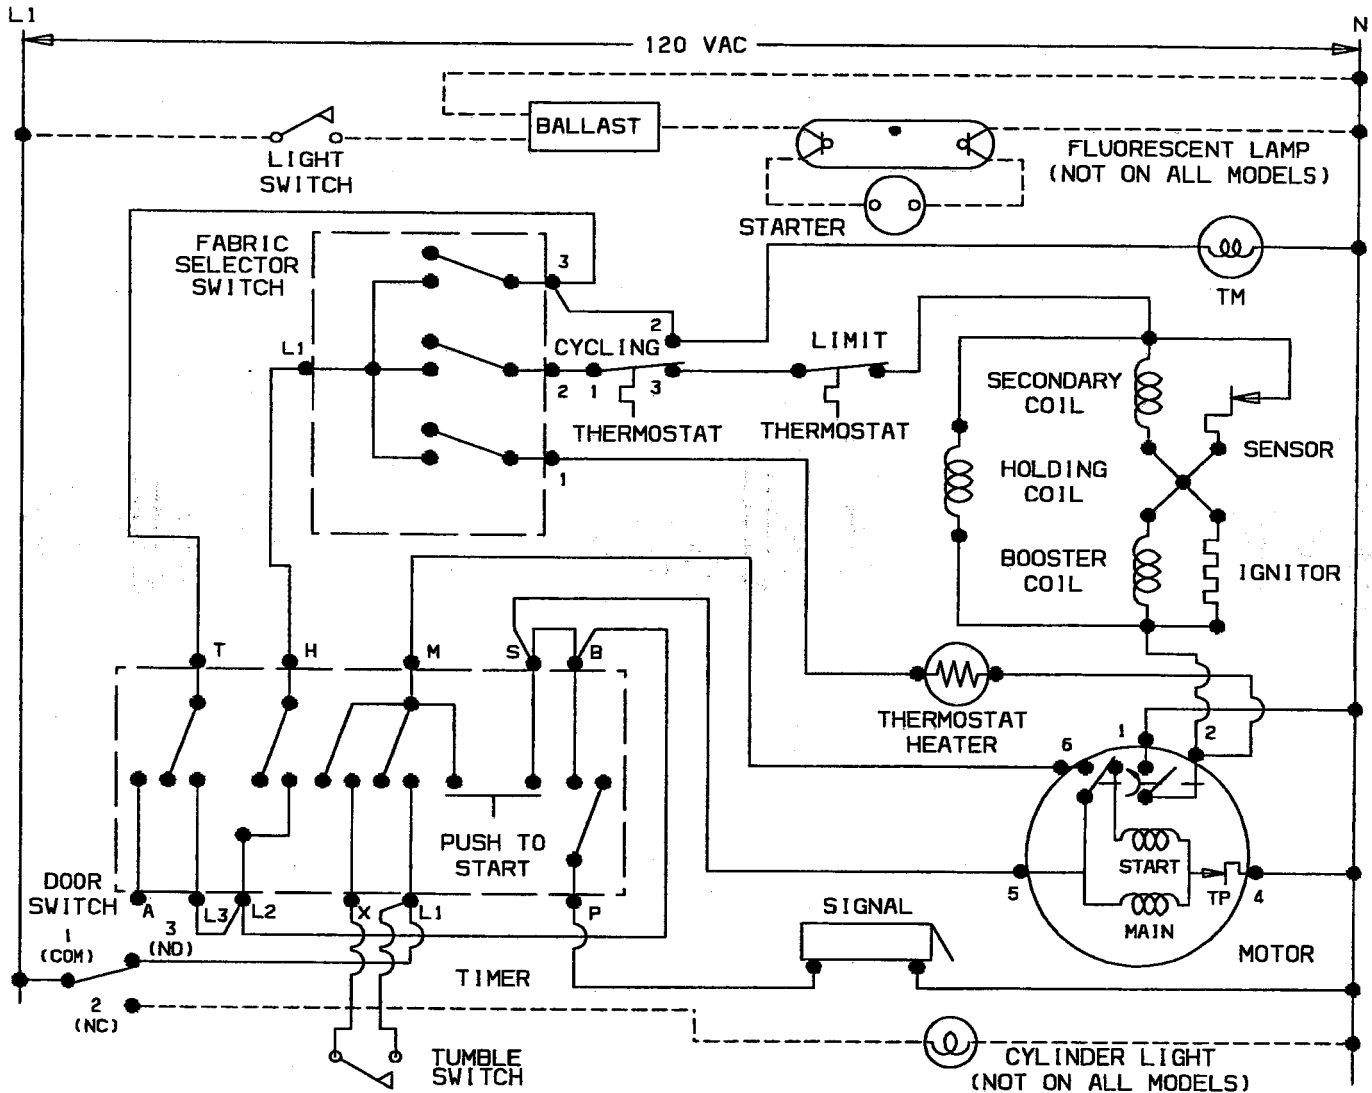 L1
N
120 VAC
BALLAST
LIGHT
SWITCH
FLUORESCENT LAMP
(NOT ON ALL MODELS)
STARTER
FABRIC
SELECTOR
SWITCH
3
TM
2
L1
CYCLING
LIMIT
2
1
3
THERMOSTAT
THERMOSTAT
SECONDARY
COIL
SENSOR
1
HOLDING
COIL
BOOSTER
COIL
IGNITOR
T
H
M
S
B
THERMOSTAT
HEATER
6
1
2
PUSH TO
START
START
MAIN
TP
5
4
MOTOR
DOOR
SWITCH
A
L3
L2
X
L1
P
1
(COM)
3
(NO)
2
(NC)
TIMER
SIGNAL
TUMBLE
SWITCH
CYLINDER LIGHT
(NOT ON ALL MODELS)